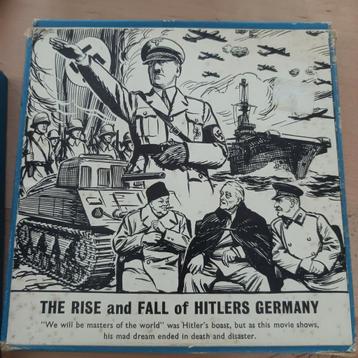 THE RISE and FALL of HITLERS GERMANY
"We will be masters of the world" was Hitler's boast, but as this movie shows,
his mad dream ended in death and disaster.